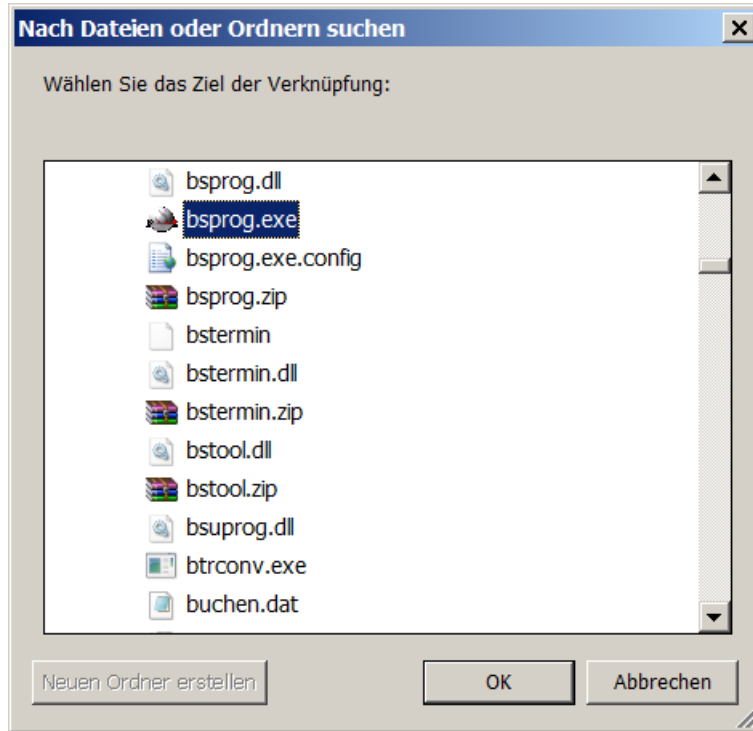 Nach Dateien oder Ordnern suchen
Wählen Sie das Ziel der Verknüpfung:
bsprog.dll
bsprog.exe
bsprog.exe.config
bsprog.zip
bstermin
bstermin.dll
bstermin.zip
bstool.dll
bstool.zip
bsuprog.dll
btrconv.exe
buchen.dat
Neuen Ordner erstellen
OK
Abbrechen